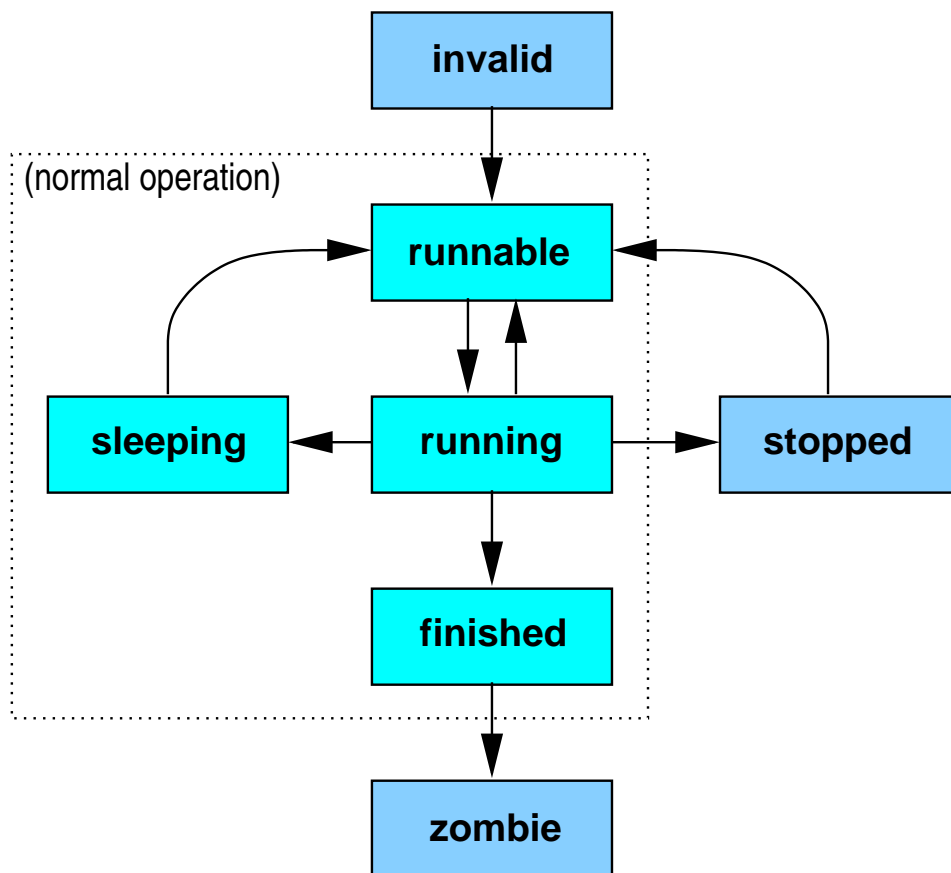 invalid
(normal operation)
runnable
sleeping
running
stopped
finished
zombie